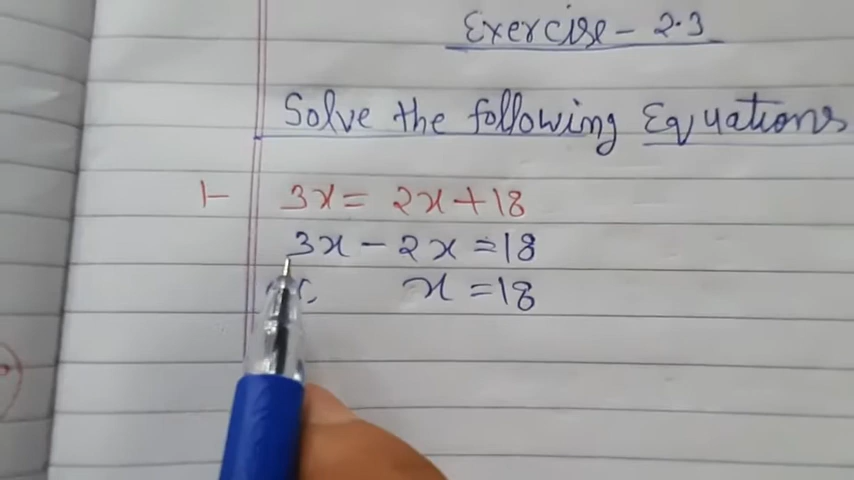 Exercise - 2.3
Solve the following Equations
1- 3x = 2x + 18
3x - 2x = 18
x = 18